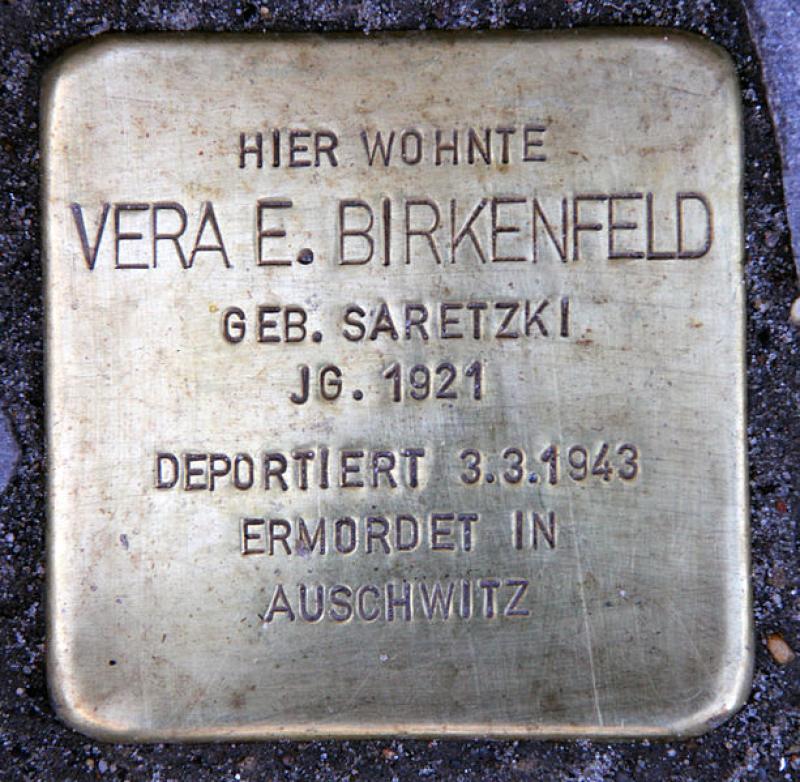 HIER WOHNTE
VERA E. BIRKENFELD
GEB. SARETZKI
JG. 1921
DEPORTIERT 3.3.1943
ERMORDET IN
AUSCHWITZ